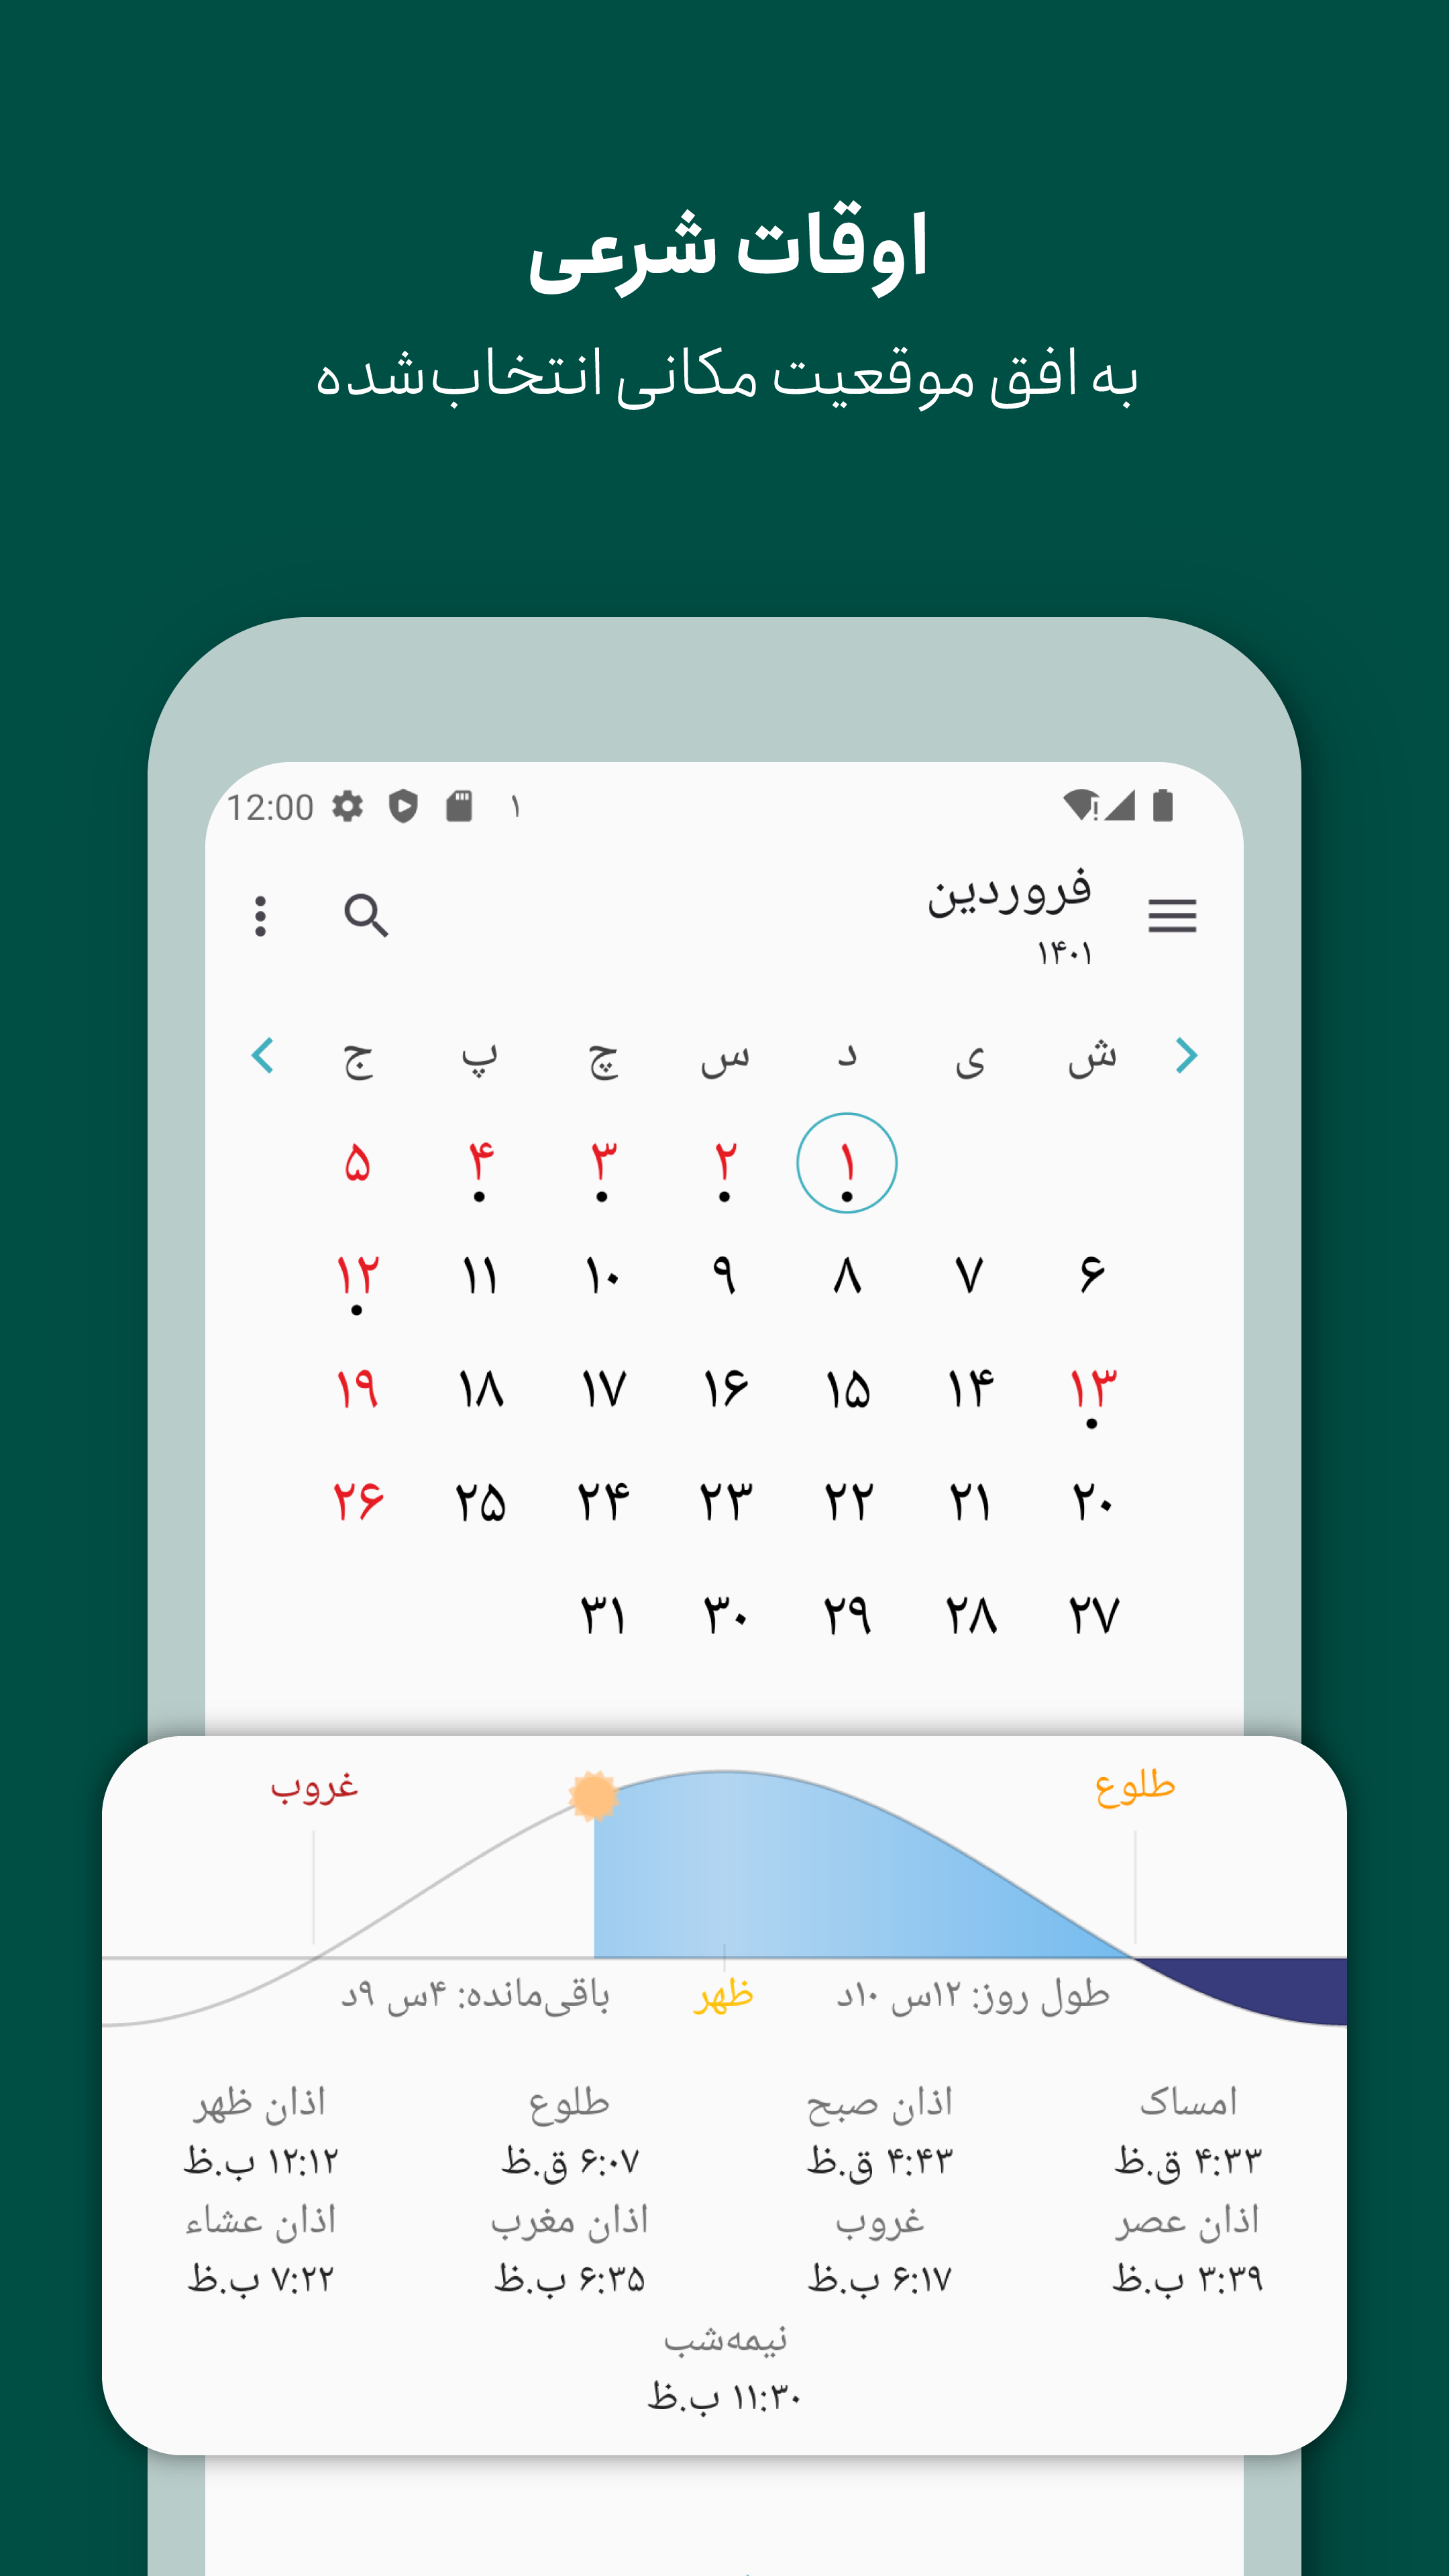 اوقات شرعی
به افق موقعیت مکانی انتخاب‌شده
12:00 ۱
فروردین
۱۴۰۱
ش ی د س چ پ ج
۱ ۲ ۳ ۴ ۵
۶ ۷ ۸ ۹ ۱۰ ۱۱ ۱۲
۱۳ ۱۴ ۱۵ ۱۶ ۱۷ ۱۸ ۱۹
۲۰ ۲۱ ۲۲ ۲۳ ۲۴ ۲۵ ۲۶
۲۷ ۲۸ ۲۹ ۳۰ ۳۱
طلوع غروب
طول روز: ۱۲س ۱۰د ظهر باقی‌مانده: ۴س ۹د
امساک اذان صبح طلوع اذان ظهر
۴:۳۳ ق.ظ ۴:۴۳ ق.ظ ۶:۰۷ ق.ظ ۱۲:۱۲ ب.ظ
اذان عصر غروب اذان مغرب اذان عشاء
۳:۳۹ ب.ظ ۶:۱۷ ب.ظ ۶:۳۵ ب.ظ ۷:۲۲ ب.ظ
نیمه‌شب
۱۱:۳۰ ب.ظ